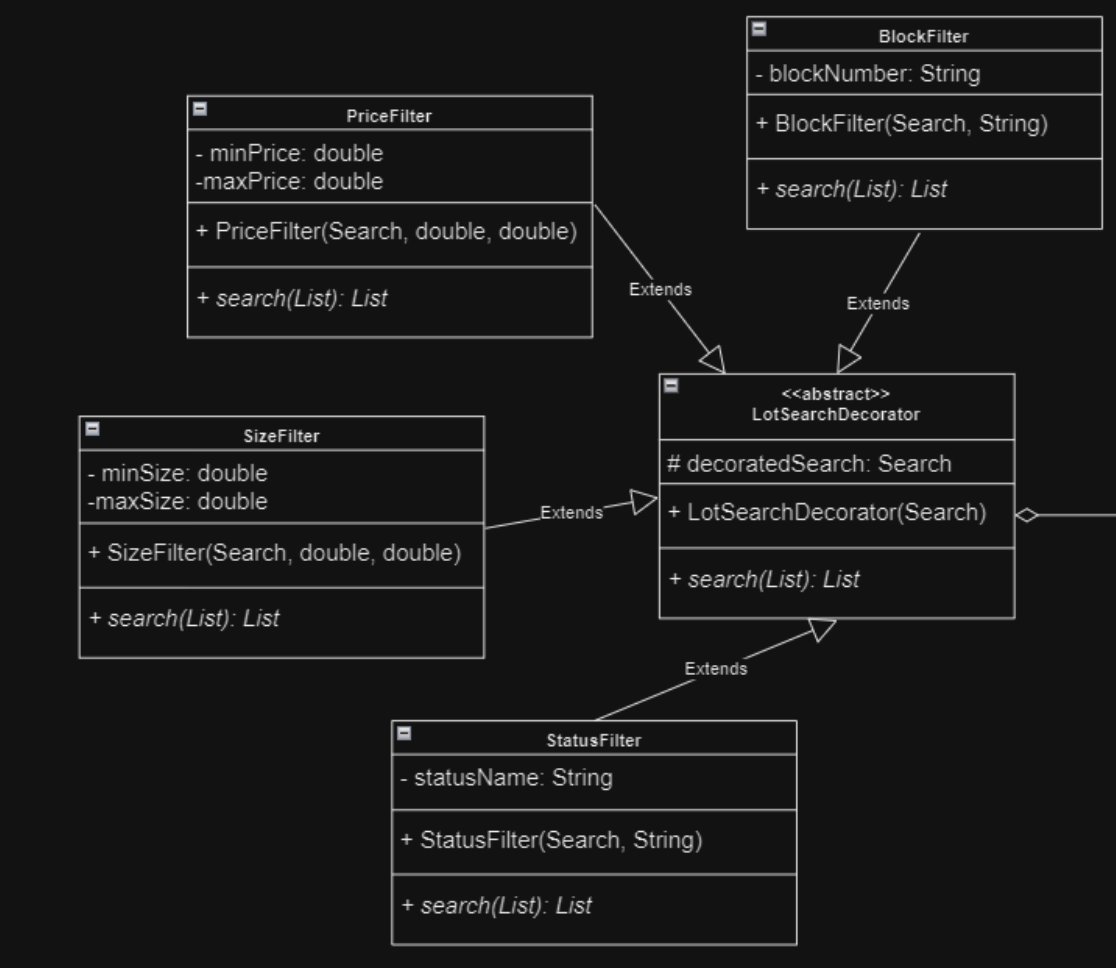 BlockFilter
- blockNumber: String
+ BlockFilter(Search, String)
+ search(List): List
PriceFilter
- minPrice: double
-maxPrice: double
+ PriceFilter(Search, double, double)
+ search(List): List
Extends
Extends
<<abstract>>
LotSearchDecorator
# decoratedSearch: Search
+ LotSearchDecorator(Search)
+ search(List): List
SizeFilter
- minSize: double
-maxSize: double
+ SizeFilter(Search, double, double)
+ search(List): List
Extends
Extends
StatusFilter
- statusName: String
+ StatusFilter(Search, String)
+ search(List): List